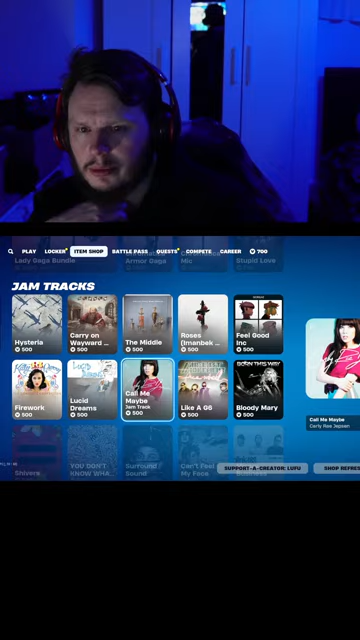 Lady Gaga Bundle
Armor Gaga
Mic
Stupid Love
PLAY
LOCKER
ITEM SHOP
BATTLE PASS
QUESTS
COMPETE
CAREER
700
JAM TRACKS
Hysteria
500
Carry on
Wayward ...
500
The Middle
500
Roses
(Imanbek ...
500
Feel Good
Inc
500
Firework
500
Lucid
Dreams
500
Call Me
Maybe
Jam Track
500
Like A G6
500
BORN THIS WAY
Bloody Mary
500
Call Me Maybe
Carly Rae Jepsen
Shivers
YOU DON'T
KNOW WHA...
Surround
Sound
Can't Feel
My Face
SUPPORT-A-CREATOR: LUFU
SHOP REFRES